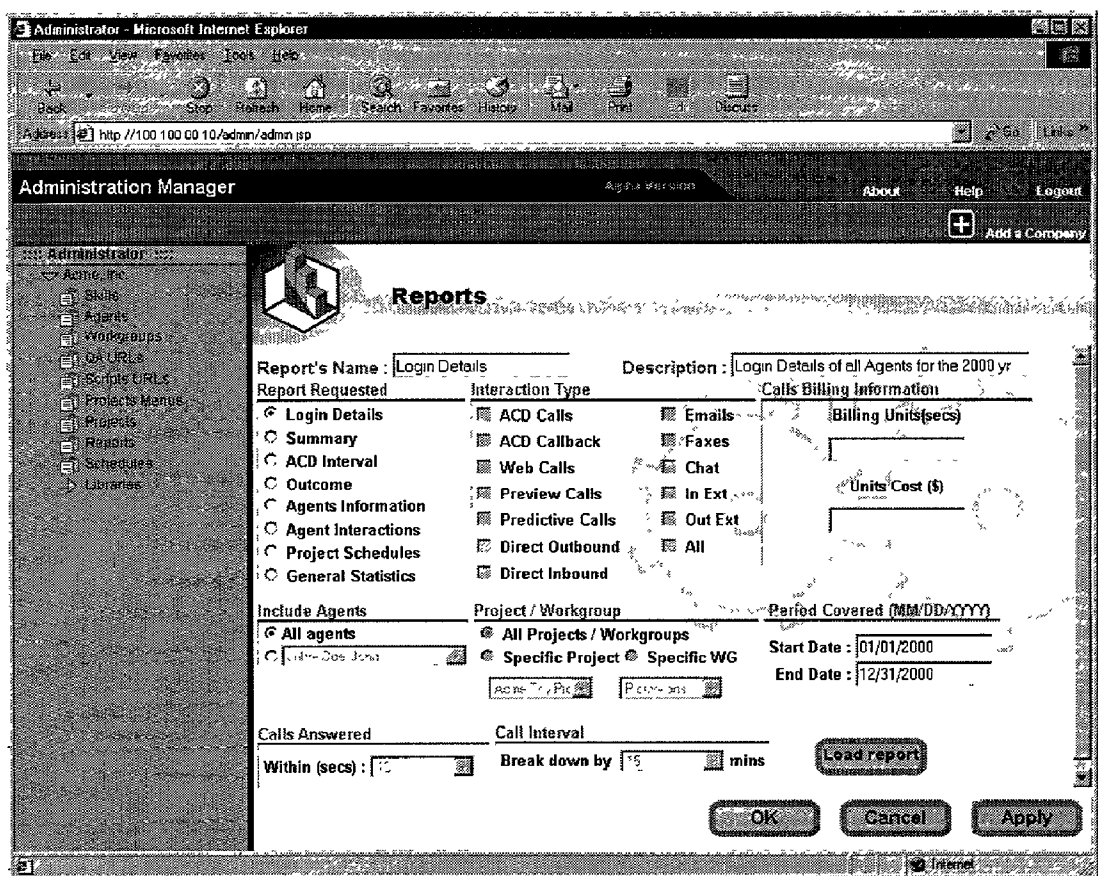 Administrator - Microsoft Internet Explorer
File Edit View Favorites Tools Help
Back Stop Refresh Home Search Favorites History Mail Print Edit Discuss
Address http //100 100 00 10/admin/admin jsp Go Links »
Administration Manager Alpha Version About Help Logout
Add a Company
:::: Administrator ::::
Acme, Inc
Skills
Agents
Workgroups
QA URLs
Scripts URLs
Projects Menus
Projects
Reports
Schedules
Libraries
Reports
Report's Name : Login Details Description : Login Details of all Agents for the 2000 yr
Report Requested Interaction Type Calls Billing Information
Login Details ACD Calls Emails Billing Units(secs)
Summary ACD Callback Faxes
ACD Interval Web Calls Chat
Outcome Preview Calls In Ext Units Cost ($)
Agents Information Predictive Calls Out Ext
Agent Interactions Direct Outbound All
Project Schedules Direct Inbound
General Statistics
Include Agents Project / Workgroup Period Covered (MM/DD/YYYY)
All agents All Projects / Workgroups Start Date : 01/01/2000
Specific Project Specific WG End Date : 12/31/2000
Calls Answered Call Interval
Within (secs) : Break down by 15 mins Load report
OK Cancel Apply
Internet